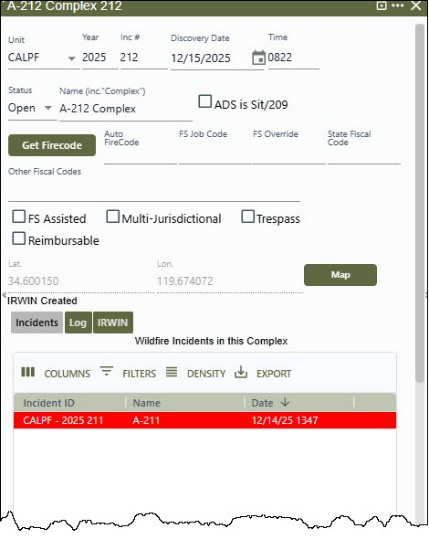 A-212 Complex 212
Unit Year Inc # Discovery Date Time
CALPF 2025 212 12/15/2025 0822
Status Name (inc."Complex")
Open A-212 Complex ADS is Sit/209
Get Firecode Auto FireCode FS Job Code FS Override State Fiscal Code
Other Fiscal Codes
FS Assisted Multi-Jurisdictional Trespass
Reimbursable
Lat. Lon.
34.600150 119.674072 Map
IRWIN Created
Incidents Log IRWIN
Wildfire Incidents in this Complex
COLUMNS FILTERS DENSITY EXPORT
Incident ID Name Date
CALPF - 2025 211 A-211 12/14/25 1347